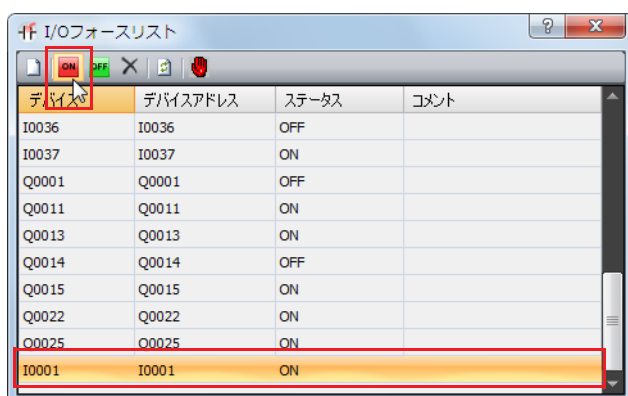 I/Oフォースリスト
ON OFF
デバイス デバイスアドレス ステータス コメント
I0036 I0036 OFF
I0037 I0037 ON
Q0001 Q0001 OFF
Q0011 Q0011 ON
Q0013 Q0013 ON
Q0014 Q0014 OFF
Q0015 Q0015 ON
Q0022 Q0022 ON
Q0025 Q0025 ON
I0001 I0001 ON